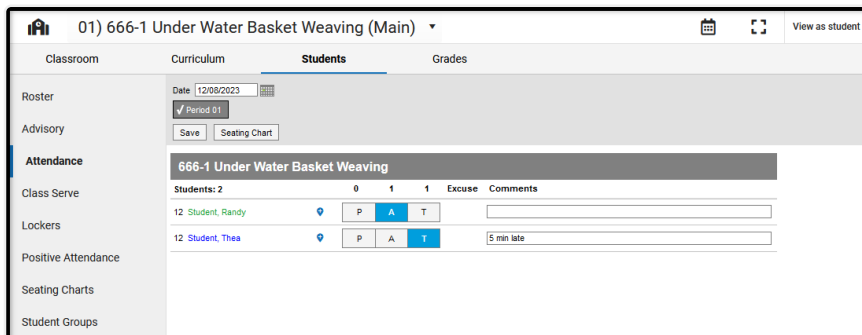 01) 666-1 Under Water Basket Weaving (Main)
View as student
Classroom Curriculum Students Grades
Roster
Advisory
Attendance
Class Serve
Lockers
Positive Attendance
Seating Charts
Student Groups
Date 12/08/2023
Period 01
Save Seating Chart
666-1 Under Water Basket Weaving
Students: 2 0 1 1 Excuse Comments
12 Student, Randy P A T
12 Student, Thea P A T 5 min late